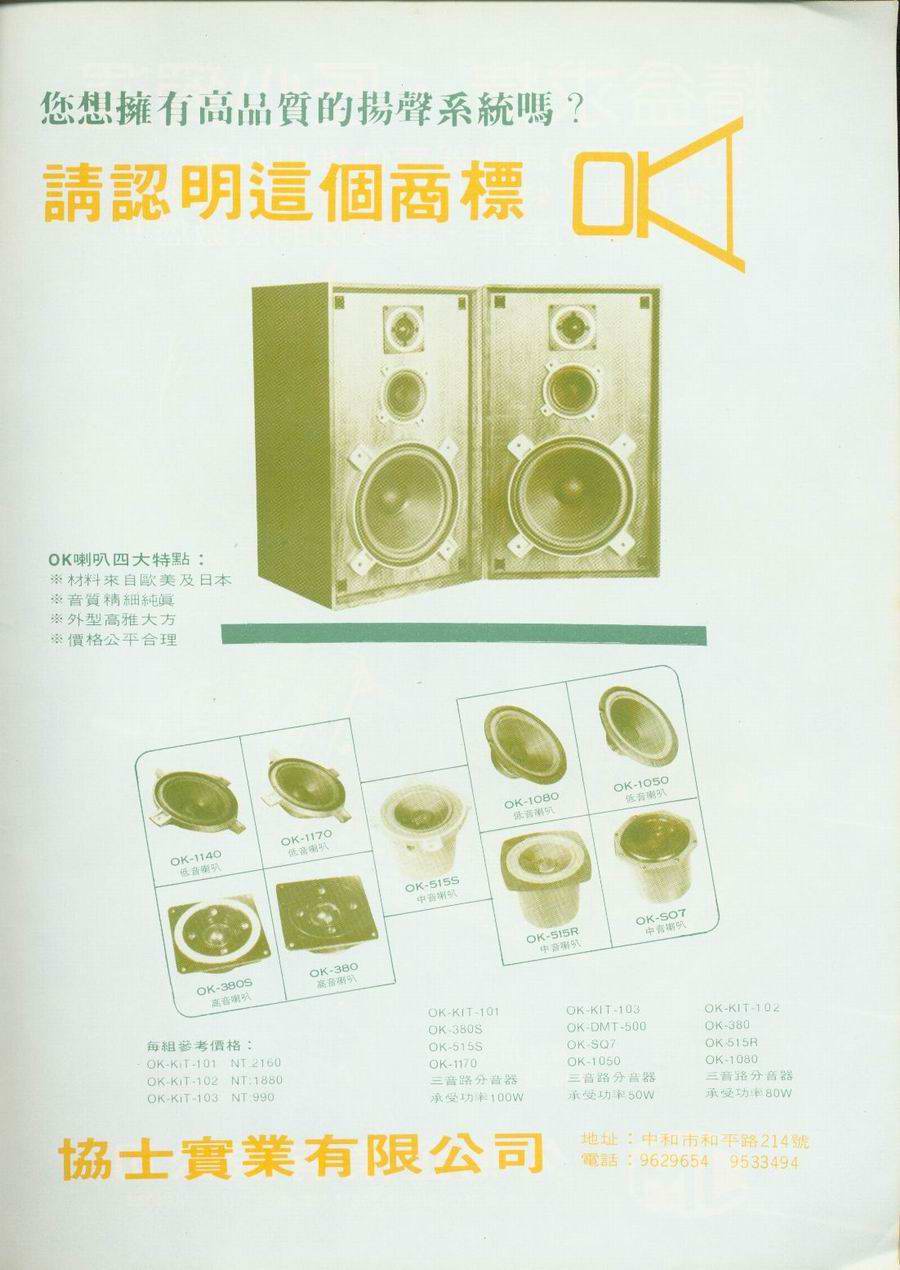 您想擁有高品質的揚聲系統嗎？
請認明這個商標
OK喇叭四大特點：
※材料來自歐美及日本
※音質精細純眞
※外型高雅大方
※價格公平合理
OK-1140
低音喇叭
OK-1170
低音喇叭
OK-515S
中音喇叭
OK-1080
低音喇叭
OK-1050
低音喇叭
OK-380S
高音喇叭
OK-380
高音喇叭
OK-515R
中音喇叭
OK-SQ7
中音喇叭
每組參考價格：
OK-KiT-101 NT:2160
OK-KiT-102 NT:1880
OK-KiT-103 NT:990
OK-KIT-101
OK-380S
OK-515S
OK-1170
三音路分音器
承受功率100W
OK-KIT-103
OK-DMT-500
OK-SQ7
OK-1050
三音路分音器
承受功率50W
OK-KIT-102
OK-380
OK-515R
OK-1080
三音路分音器
承受功率80W
協士實業有限公司
地址：中和市和平路214號
電話：9629654 9533494